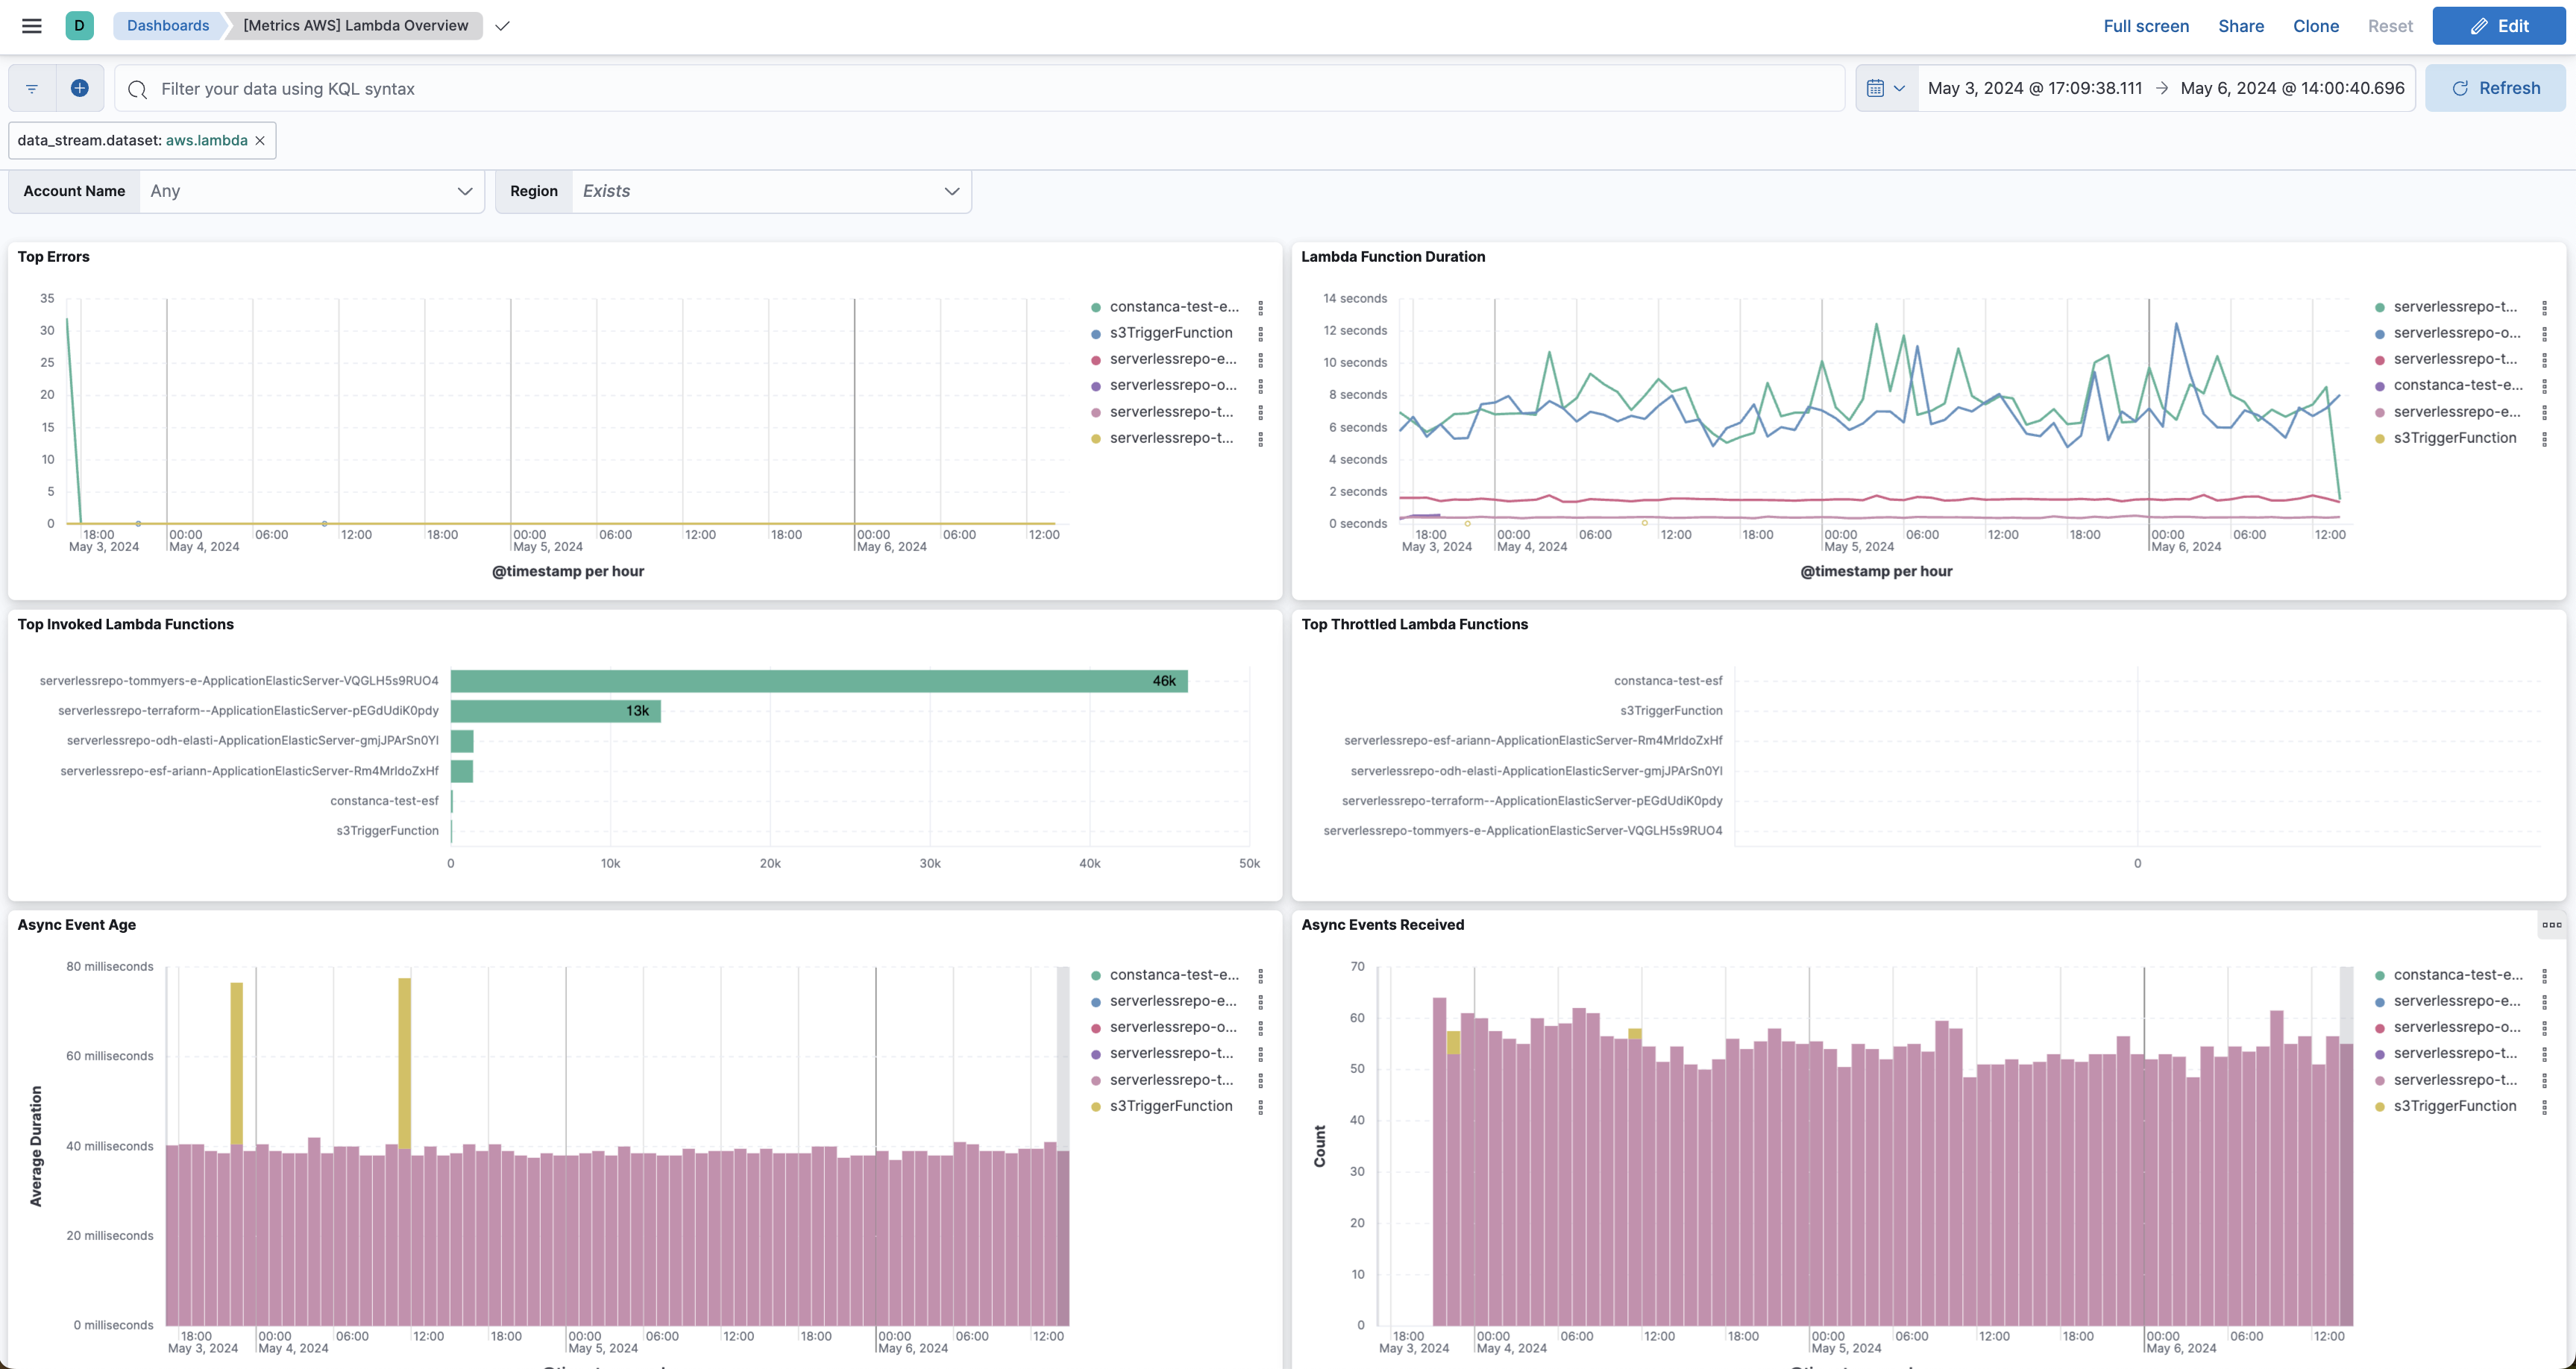 D Dashboards [Metrics AWS] Lambda Overview Full screen Share Clone Reset Edit
Filter your data using KQL syntax May 3, 2024 @ 17:09:38.111 → May 6, 2024 @ 14:00:40.696 Refresh
data_stream.dataset: aws.lambda ×
Account Name Any Region Exists
Top Errors
35
30
25
20
15
10
5
0
18:00 00:00 06:00 12:00 18:00 00:00 06:00 12:00 18:00 00:00 06:00 12:00
May 3, 2024 May 4, 2024 May 5, 2024 May 6, 2024
@timestamp per hour
constanca-test-e...
s3TriggerFunction
serverlessrepo-e...
serverlessrepo-o...
serverlessrepo-t...
serverlessrepo-t...
Lambda Function Duration
14 seconds
12 seconds
10 seconds
8 seconds
6 seconds
4 seconds
2 seconds
0 seconds
18:00 00:00 06:00 12:00 18:00 00:00 06:00 12:00 18:00 00:00 06:00 12:00
May 3, 2024 May 4, 2024 May 5, 2024 May 6, 2024
@timestamp per hour
serverlessrepo-t...
serverlessrepo-o...
serverlessrepo-t...
constanca-test-e...
serverlessrepo-e...
s3TriggerFunction
Top Invoked Lambda Functions
serverlessrepo-tommyers-e-ApplicationElasticServer-VQGLH5s9RUO4 46k
serverlessrepo-terraform--ApplicationElasticServer-pEGdUdiK0pdy 13k
serverlessrepo-odh-elasti-ApplicationElasticServer-gmjJPArSn0YI
serverlessrepo-esf-ariann-ApplicationElasticServer-Rm4MrIdoZxHf
constanca-test-esf
s3TriggerFunction
0 10k 20k 30k 40k 50k
Top Throttled Lambda Functions
constanca-test-esf
s3TriggerFunction
serverlessrepo-esf-ariann-ApplicationElasticServer-Rm4MrIdoZxHf
serverlessrepo-odh-elasti-ApplicationElasticServer-gmjJPArSn0YI
serverlessrepo-terraform--ApplicationElasticServer-pEGdUdiK0pdy
serverlessrepo-tommyers-e-ApplicationElasticServer-VQGLH5s9RUO4
0
Async Event Age
Average Duration
80 milliseconds
60 milliseconds
40 milliseconds
20 milliseconds
0 milliseconds
18:00 00:00 06:00 12:00 18:00 00:00 06:00 12:00 18:00 00:00 06:00 12:00
May 3, 2024 May 4, 2024 May 5, 2024 May 6, 2024
constanca-test-e...
serverlessrepo-e...
serverlessrepo-o...
serverlessrepo-t...
serverlessrepo-t...
s3TriggerFunction
Async Events Received
Count
70
60
50
40
30
20
10
0
18:00 00:00 06:00 12:00 18:00 00:00 06:00 12:00 18:00 00:00 06:00 12:00
May 3, 2024 May 4, 2024 May 5, 2024 May 6, 2024
constanca-test-e...
serverlessrepo-e...
serverlessrepo-o...
serverlessrepo-t...
serverlessrepo-t...
s3TriggerFunction